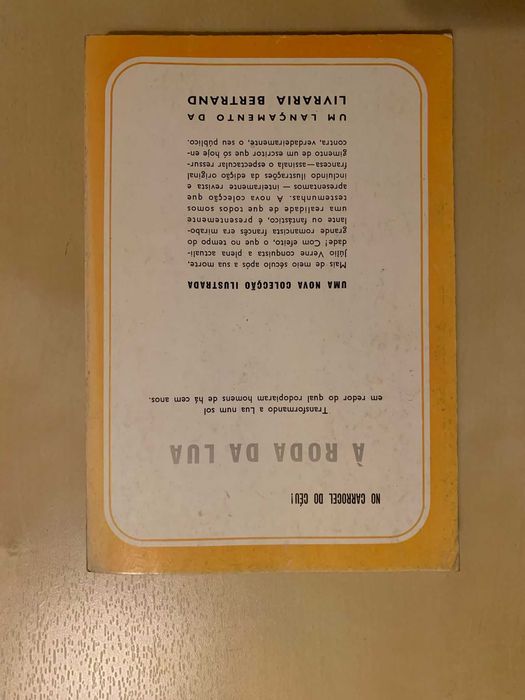 NO CARROCEL DO CÉU!
À RODA DA LUA
Transformando a Lua num sol
em redor do qual rodopiaram homens de há cem anos.
UMA NOVA COLECÇÃO ILUSTRADA
Mais de meio século após a sua morte,
Júlio Verne conquista a plena actuali-
dade! Com efeito, o que no tempo do
grande romancista francês era mirabo-
lante ou fantástico, é presentemente
uma realidade de que todos somos
testemunhas. A nova colecção que
apresentamos — inteiramente revista e
incluindo ilustrações da edição original
francesa — assinala o espectacular ressur-
gimento de um escritor que só hoje en-
contra, verdadeiramente, o seu público.
UM LANÇAMENTO DA
LIVRARIA BERTRAND